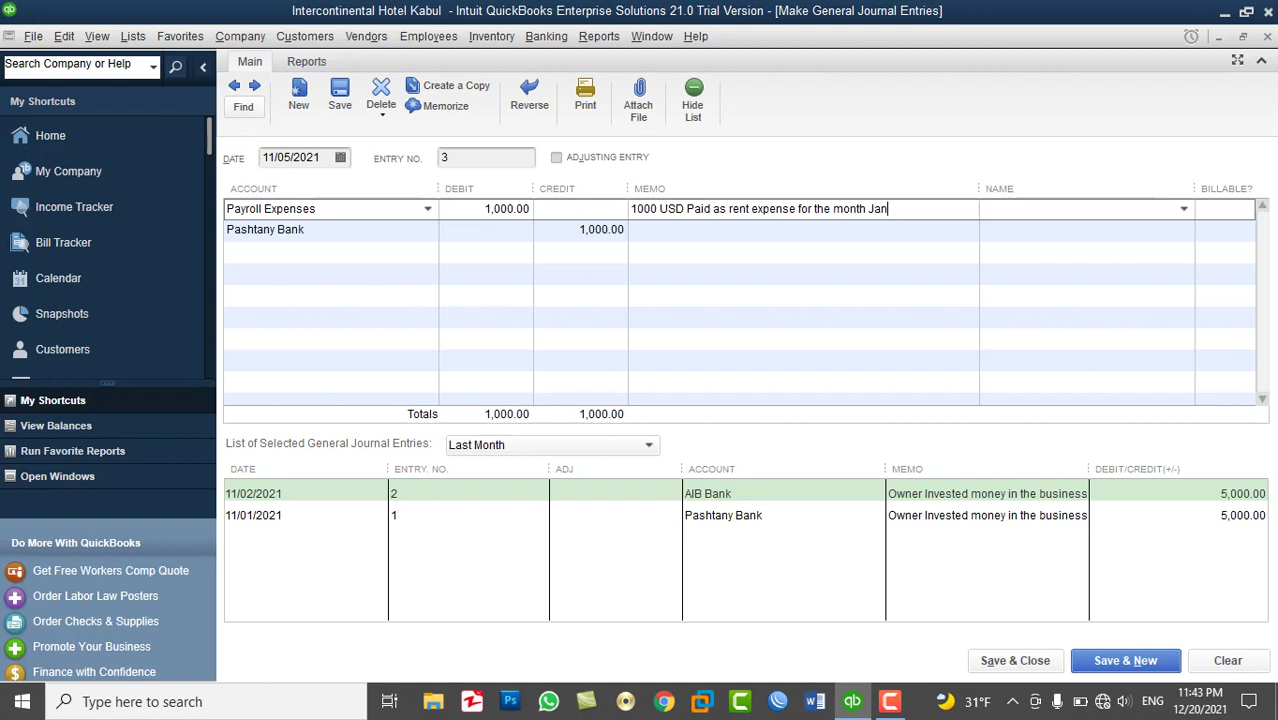 Intercontinental Hotel Kabul - Intuit QuickBooks Enterprise Solutions 21.0 Trial Version - [Make General Journal Entries]
File Edit View Lists Favorites Company Customers Vendors Employees Inventory Banking Reports Window Help
Search Company or Help
Main Reports
My Shortcuts
Home
My Company
Income Tracker
Bill Tracker
Calendar
Snapshots
Customers
My Shortcuts
View Balances
Run Favorite Reports
Open Windows
Do More With QuickBooks
Get Free Workers Comp Quote
Order Labor Law Posters
Order Checks & Supplies
Promote Your Business
Finance with Confidence
Find
New
Save
Delete
Create a Copy
Memorize
Reverse
Print
Attach File
Hide List
DATE 11/05/2021 ENTRY NO. 3 ADJUSTING ENTRY
ACCOUNT DEBIT CREDIT MEMO NAME BILLABLE?
Payroll Expenses 1,000.00 1000 USD Paid as rent expense for the month Jan
Pashtany Bank 1,000.00
Totals 1,000.00 1,000.00
List of Selected General Journal Entries: Last Month
DATE ENTRY. NO. ADJ ACCOUNT MEMO DEBIT/CREDIT(+/-)
11/02/2021 2 AIB Bank Owner Invested money in the business 5,000.00
11/01/2021 1 Pashtany Bank Owner Invested money in the business 5,000.00
Save & Close Save & New Clear
Type here to search
31°F ENG 11:43 PM
12/20/2021